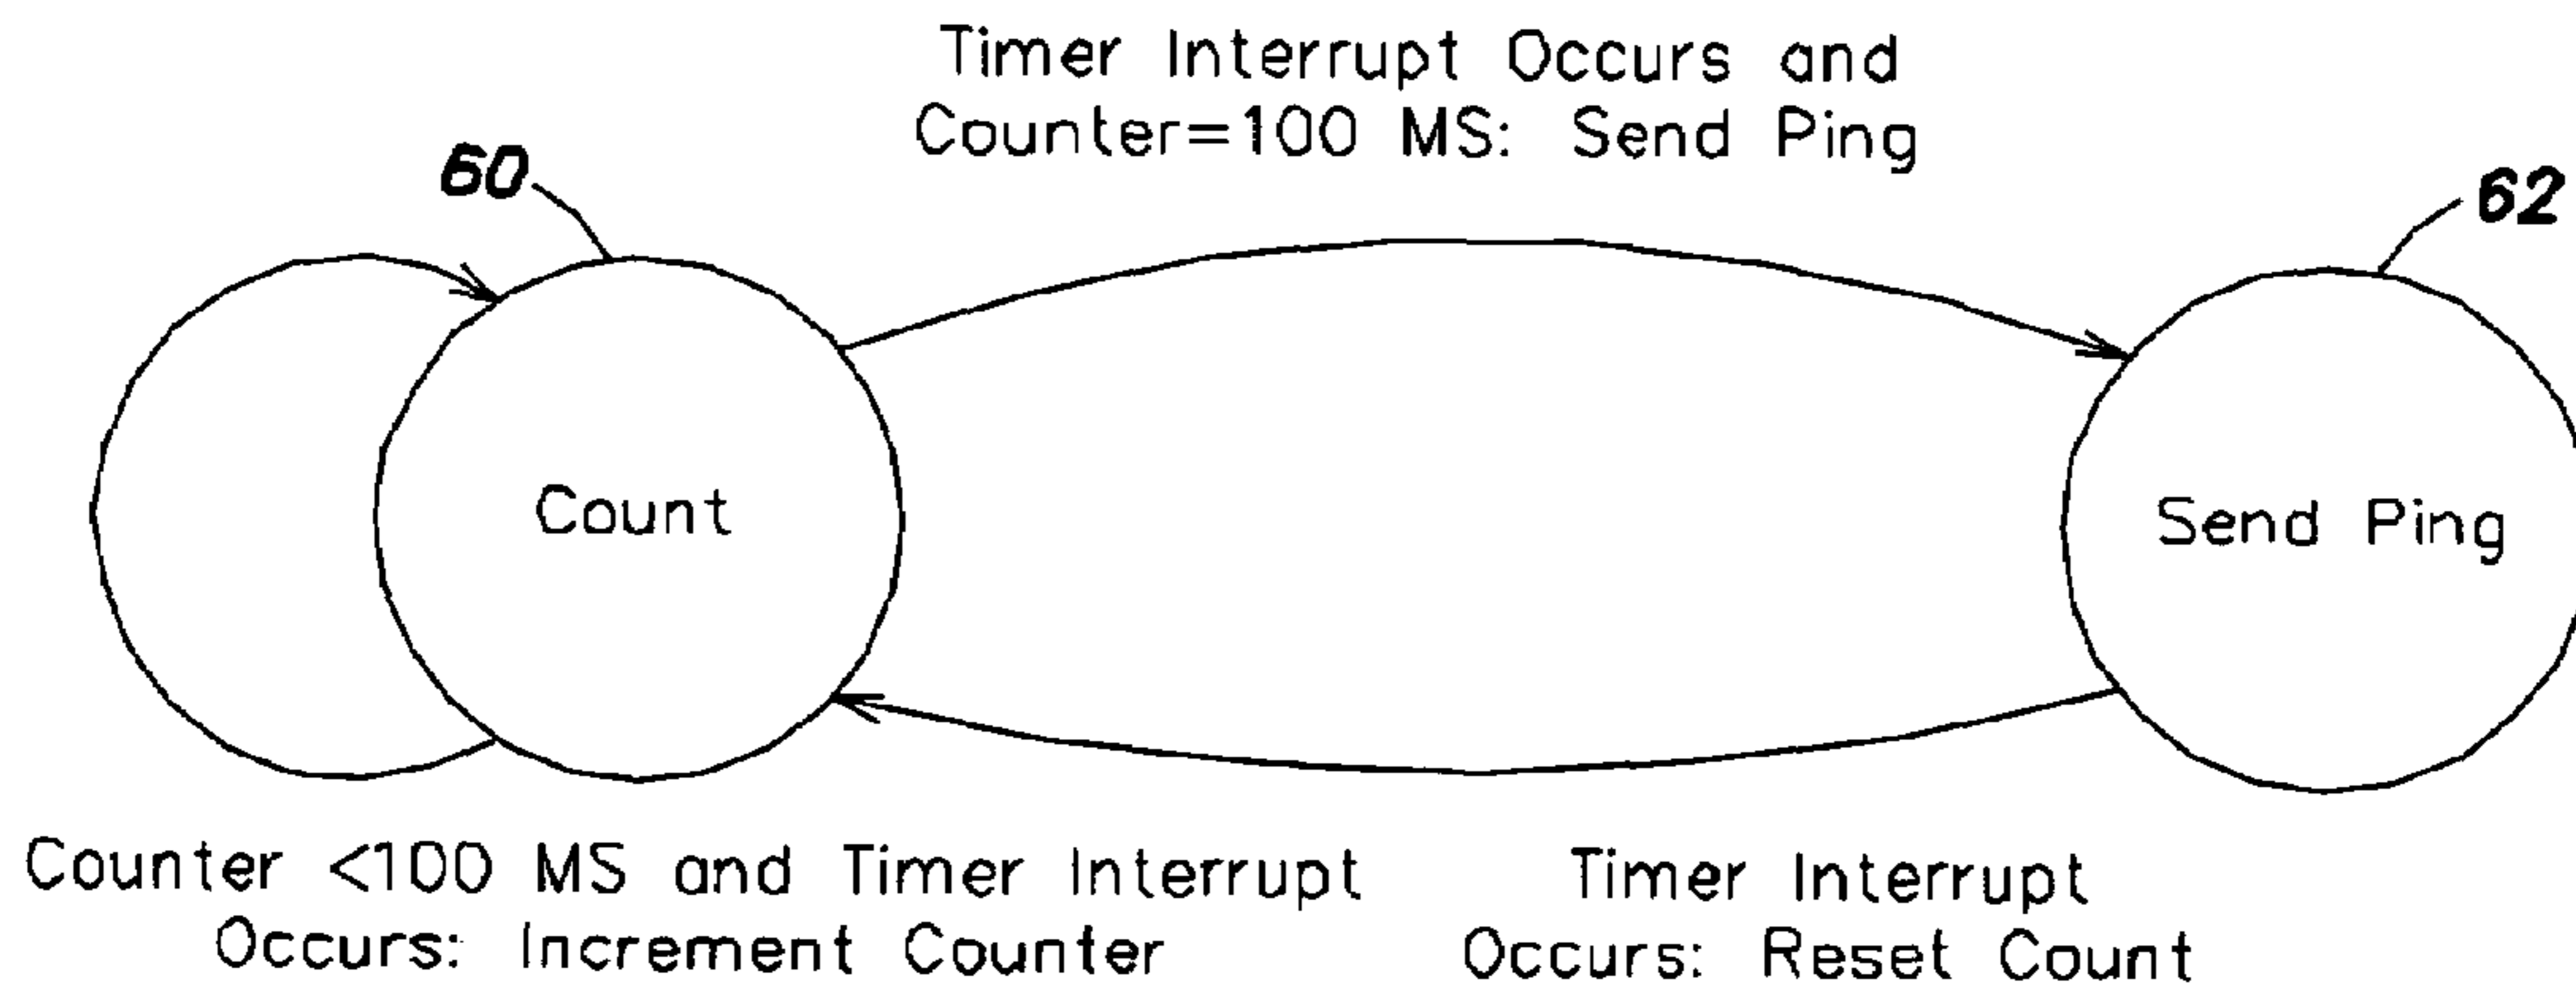 Timer Interrupt Occurs and
Counter=100 MS: Send Ping
60
62
Count
Send Ping
Counter <100 MS and Timer Interrupt
Occurs: Increment Counter
Timer Interrupt
Occurs: Reset Count